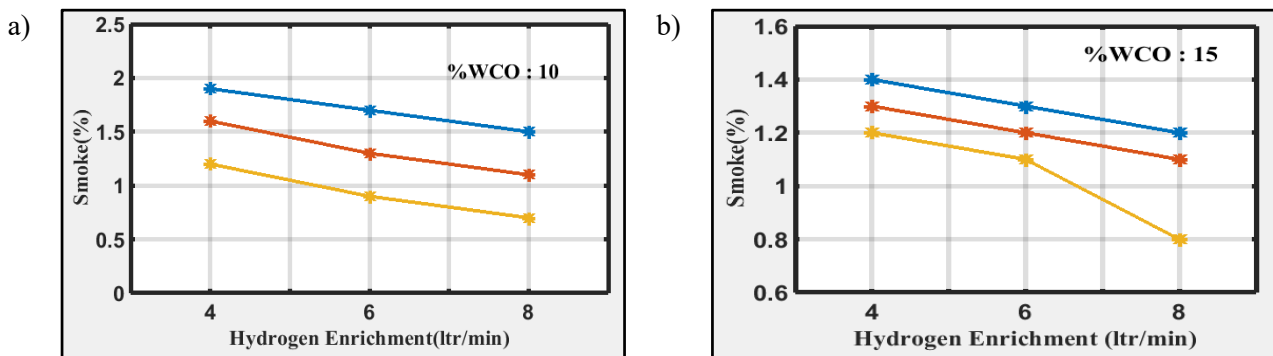 a)
2.5
2
1.5
1
0.5
0
4 6 8
Smoke(%)
Hydrogen Enrichment(ltr/min)
%WCO : 10
b)
1.6
1.4
1.2
1
0.8
0.6
4 6 8
Smoke(%)
Hydrogen Enrichment (ltr/min)
%WCO : 15